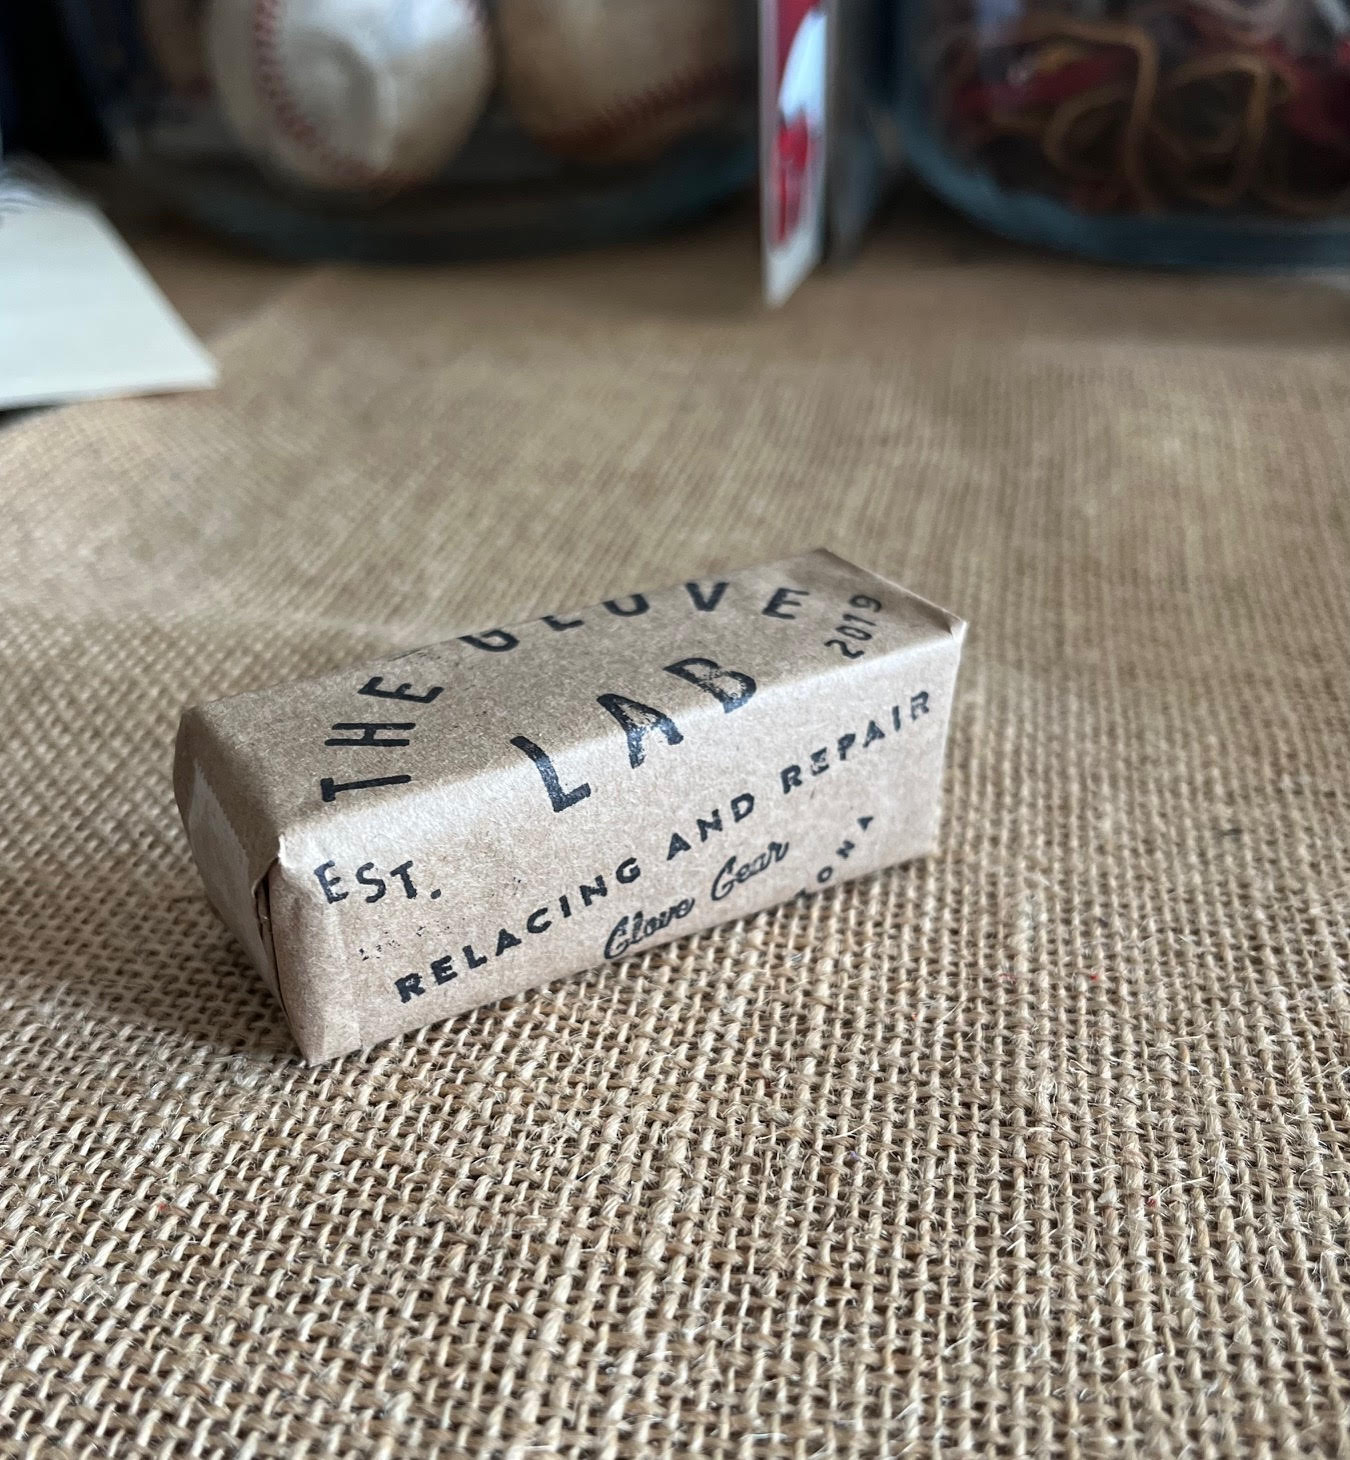 THE GLOVE
LAB
EST. 2019
RELACING AND REPAIR
Glove Gear